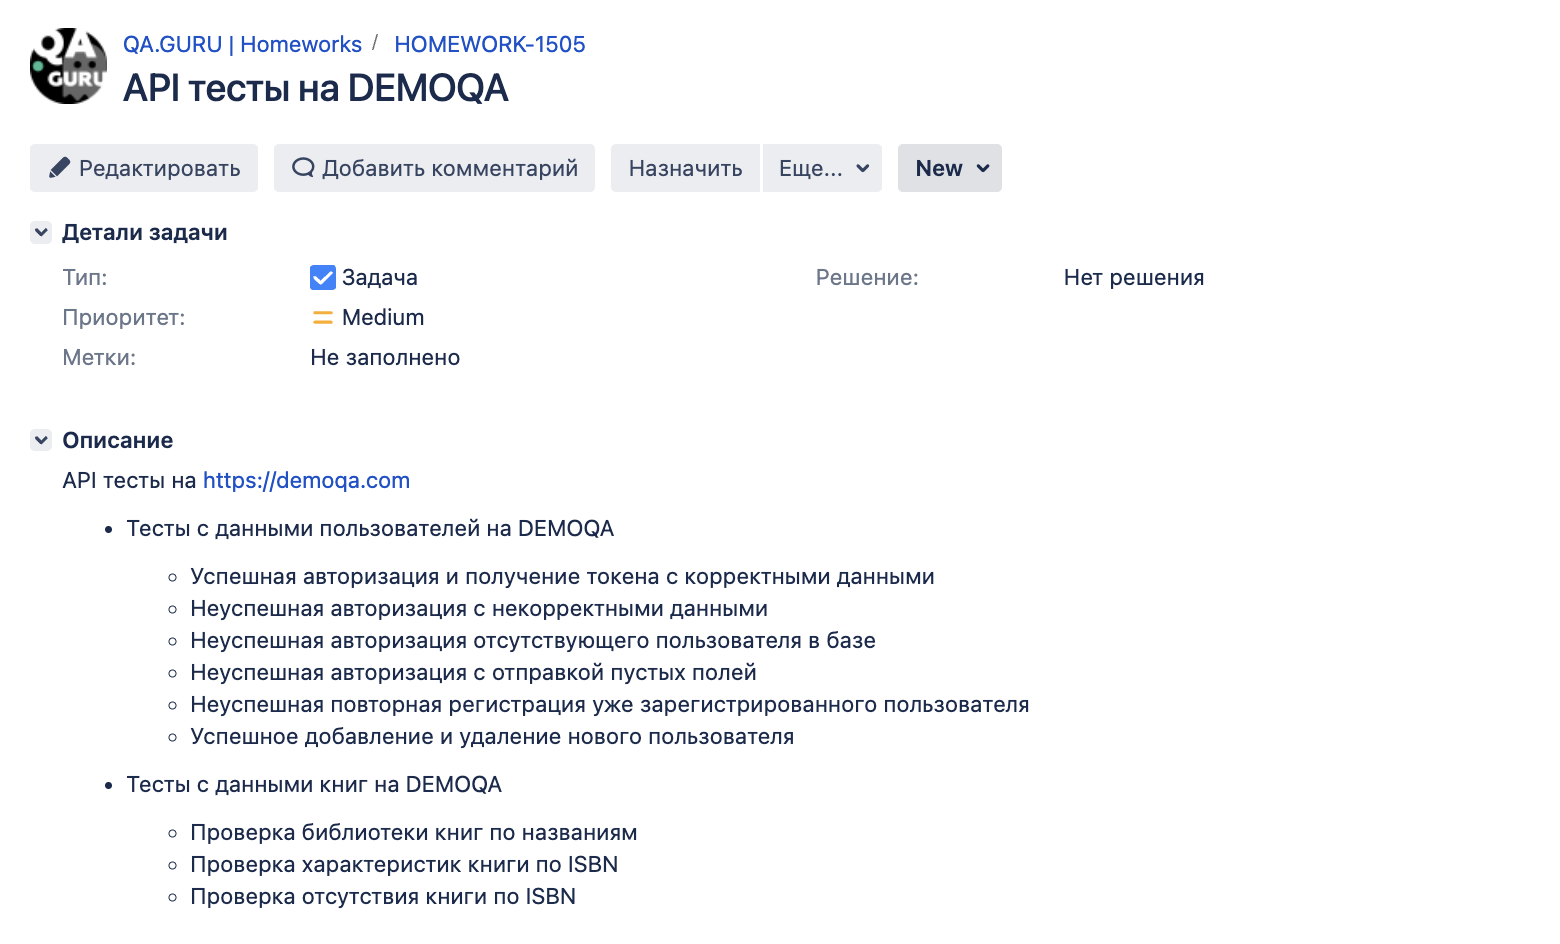 QA
GURU
QA.GURU | Homeworks / HOMEWORK-1505
API тесты на DEMOQA
Редактировать Добавить комментарий Назначить Еще... New
Детали задачи
Тип: Задача Решение: Нет решения
Приоритет: Medium
Метки: Не заполнено
Описание
API тесты на https://demoqa.com
• Тесты с данными пользователей на DEMOQA
◦ Успешная авторизация и получение токена с корректными данными
◦ Неуспешная авторизация с некорректными данными
◦ Неуспешная авторизация отсутствующего пользователя в базе
◦ Неуспешная авторизация с отправкой пустых полей
◦ Неуспешная повторная регистрация уже зарегистрированного пользователя
◦ Успешное добавление и удаление нового пользователя
• Тесты с данными книг на DEMOQA
◦ Проверка библиотеки книг по названиям
◦ Проверка характеристик книги по ISBN
◦ Проверка отсутствия книги по ISBN